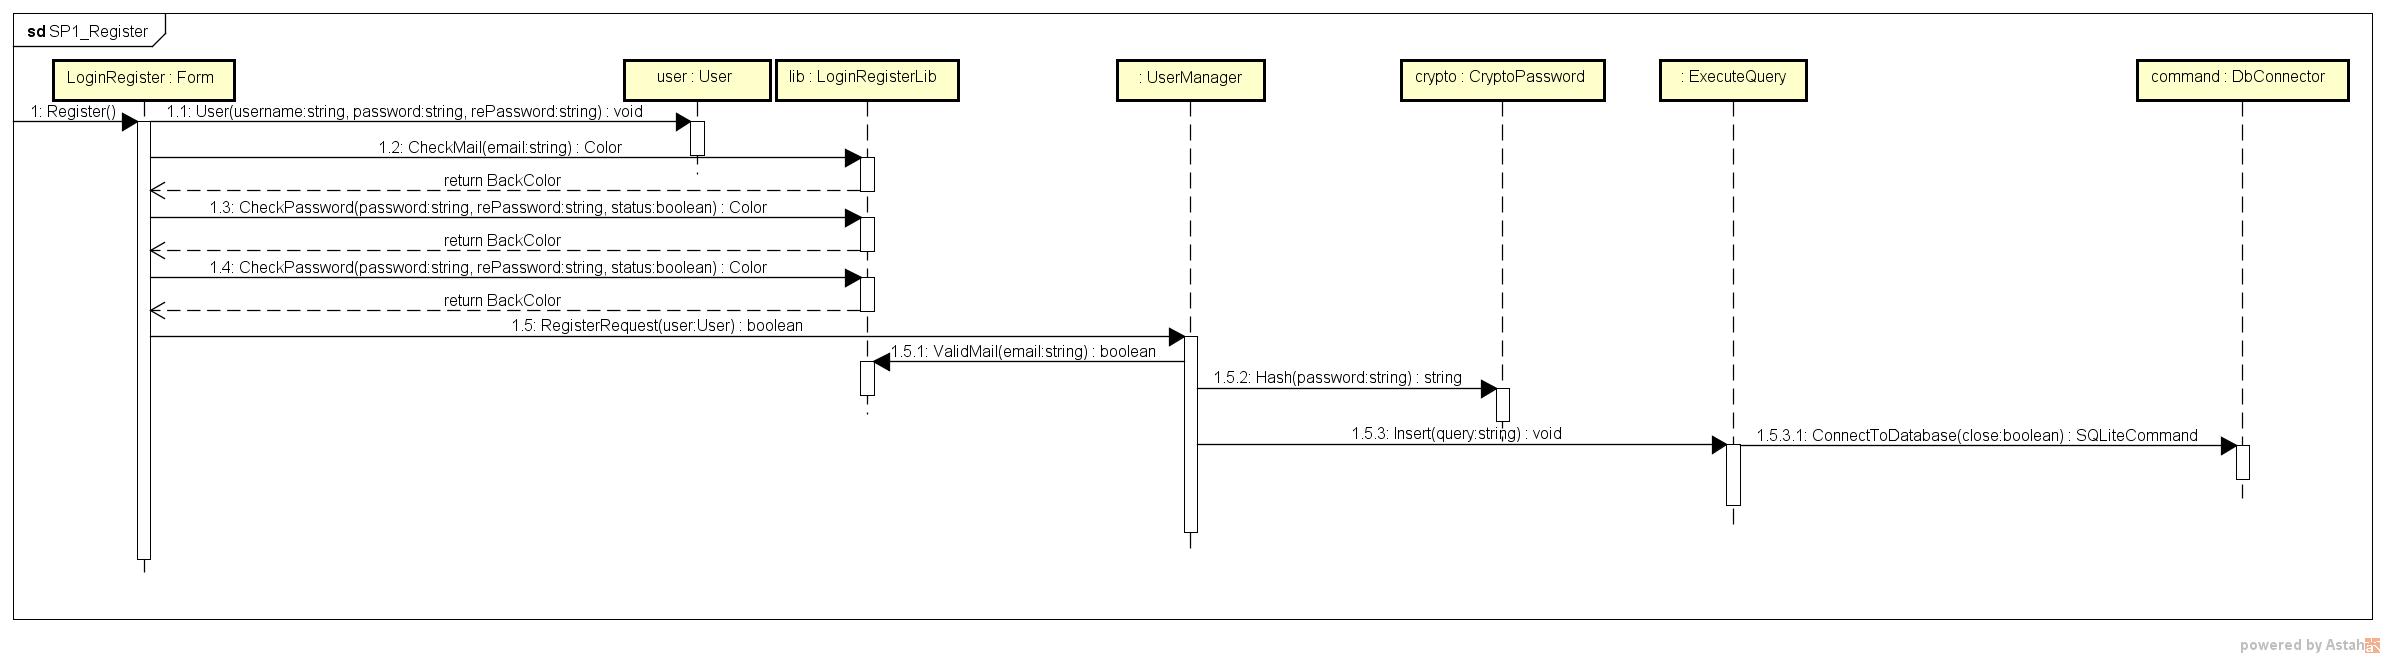 sd SP1_Register
LoginRegister : Form
user : User
lib : LoginRegisterLib
: UserManager
crypto : CryptoPassword
: ExecuteQuery
command : DbConnector
1: Register()
1.1: User(username:string, password:string, rePassword:string) : void
1.2: CheckMail(email:string) : Color
return BackColor
1.3: CheckPassword(password:string, rePassword:string, status:boolean) : Color
return BackColor
1.4: CheckPassword(password:string, rePassword:string, status:boolean) : Color
return BackColor
1.5: RegisterRequest(user:User) : boolean
1.5.1: ValidMail(email:string) : boolean
1.5.2: Hash(password:string) : string
1.5.3: Insert(query:string) : void
1.5.3.1: ConnectToDatabase(close:boolean) : SQLiteCommand
powered by Astah